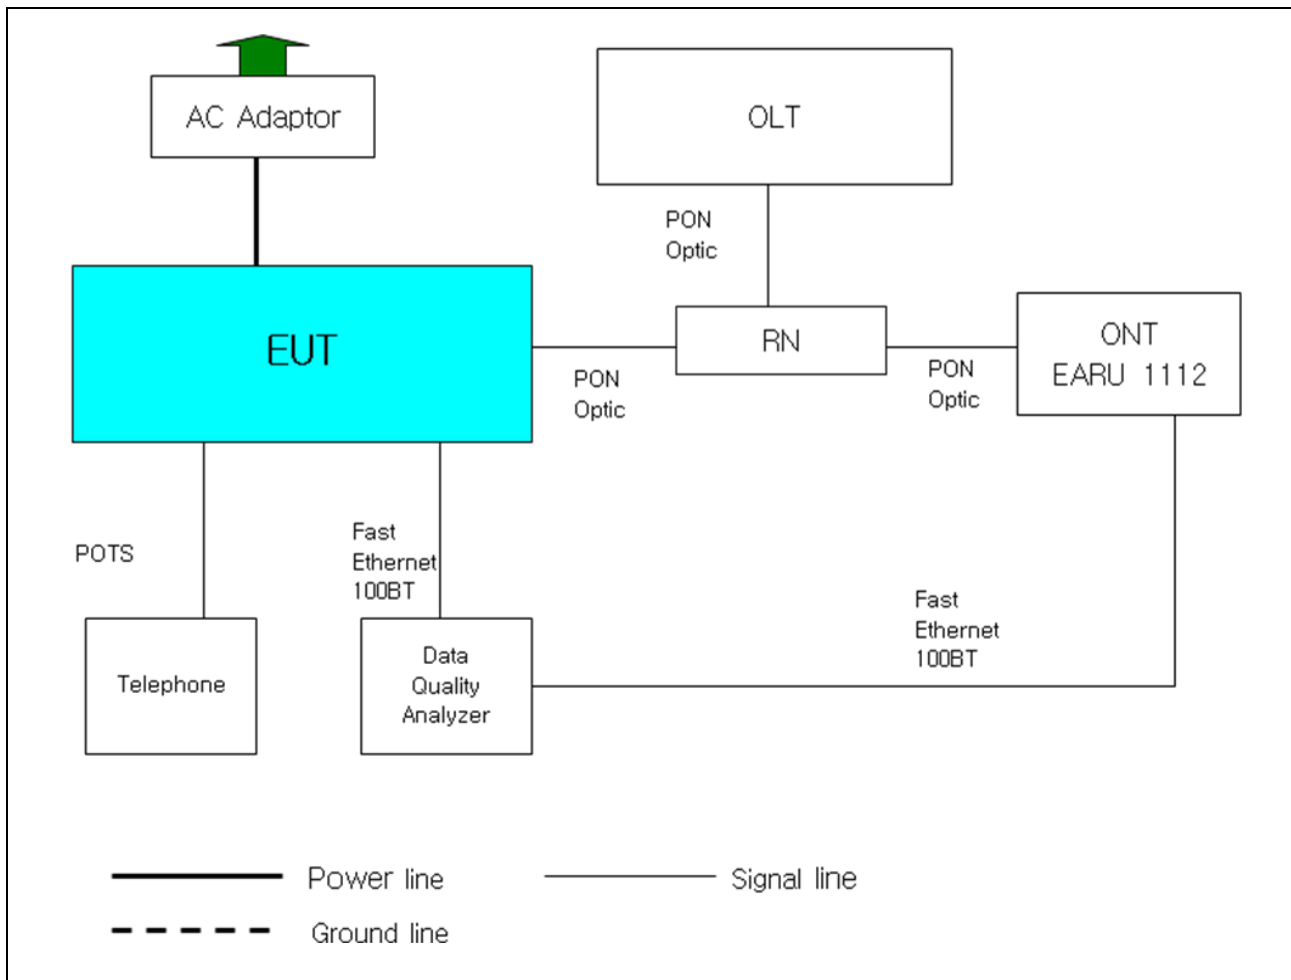 AC Adaptor
OLT
PON
Optic
EUT
RN
ONT
EARU 1112
PON
Optic
PON
Optic
POTS
Fast
Ethernet
100BT
Fast
Ethernet
100BT
Telephone
Data
Quality
Analyzer
Power line
Signal line
Ground line